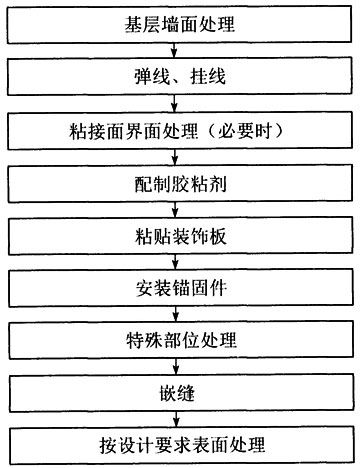 基层墙面处理
弹线、挂线
粘接面界面处理（必要时）
配制胶粘剂
粘贴装饰板
安装锚固件
特殊部位处理
嵌缝
按设计要求表面处理